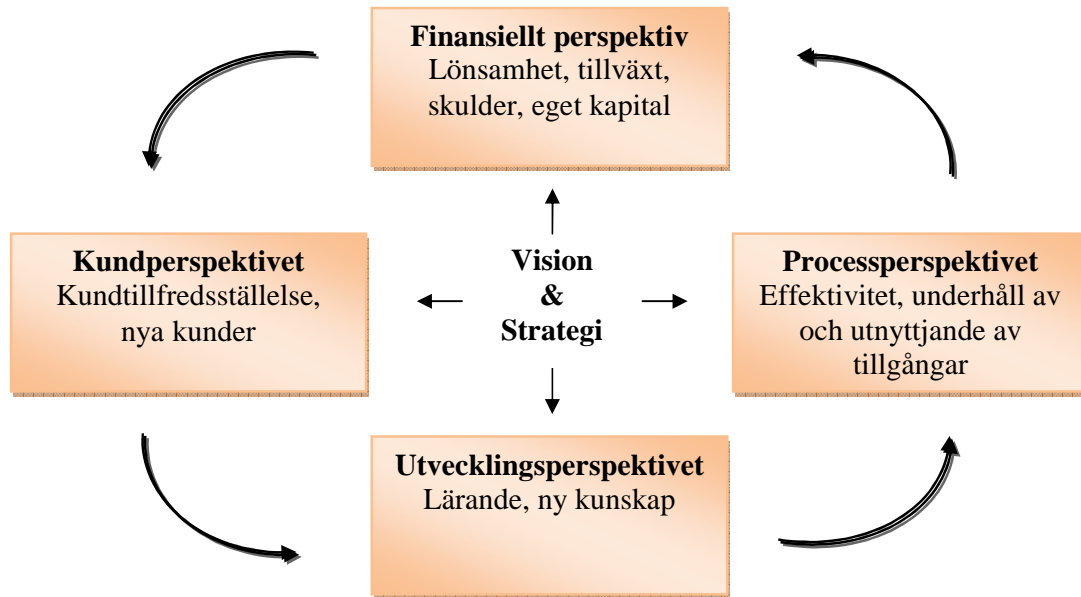 Finansiellt perspektiv
Lönsamhet, tillväxt,
skulder, eget kapital
Kundperspektivet
Kundtillfredsställelse,
nya kunder
Vision
&
Strategi
Processperspektivet
Effektivitet, underhåll av
och utnyttjande av
tillgångar
Utvecklingsperspektivet
Lärande, ny kunskap